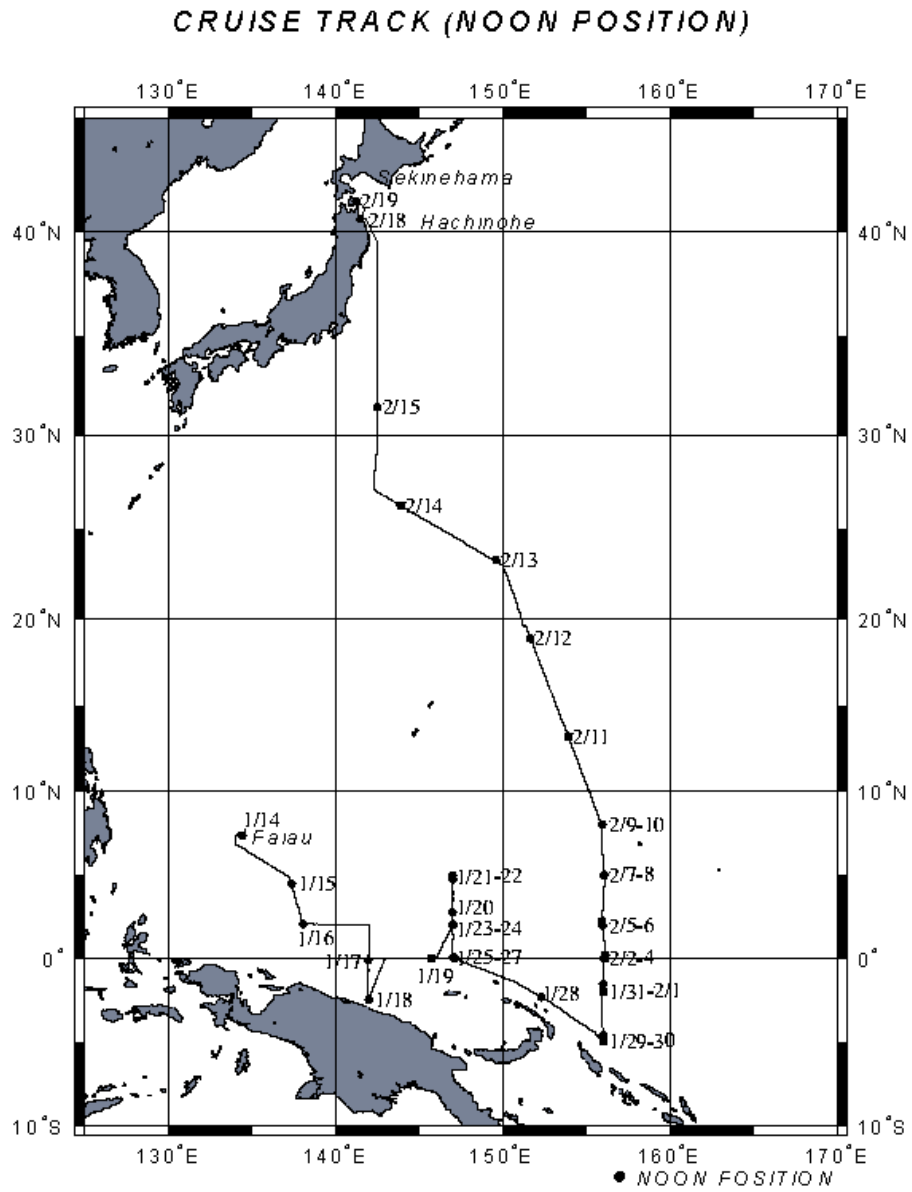 CRUISE TRACK (NOON POSITION)
130°E 140°E 150°E 160°E 170°E
Sekinehama
2/19
2/18 Hachinohe
40°N 40°N
2/15
30°N 30°N
2/14
2/13
20°N 20°N
2/12
2/11
10°N 10°N
2/9-10
1/14
Falau
2/7-8
1/21-22
1/15
1/20
2/5-6
1/23-24
1/16
0° 1/17 1/25-27 2/2-4 0°
1/19
1/18 1/28 1/31-2/1
1/29-30
10°S 10°S
130°E 140°E 150°E 160°E 170°E
NOON FOSITION